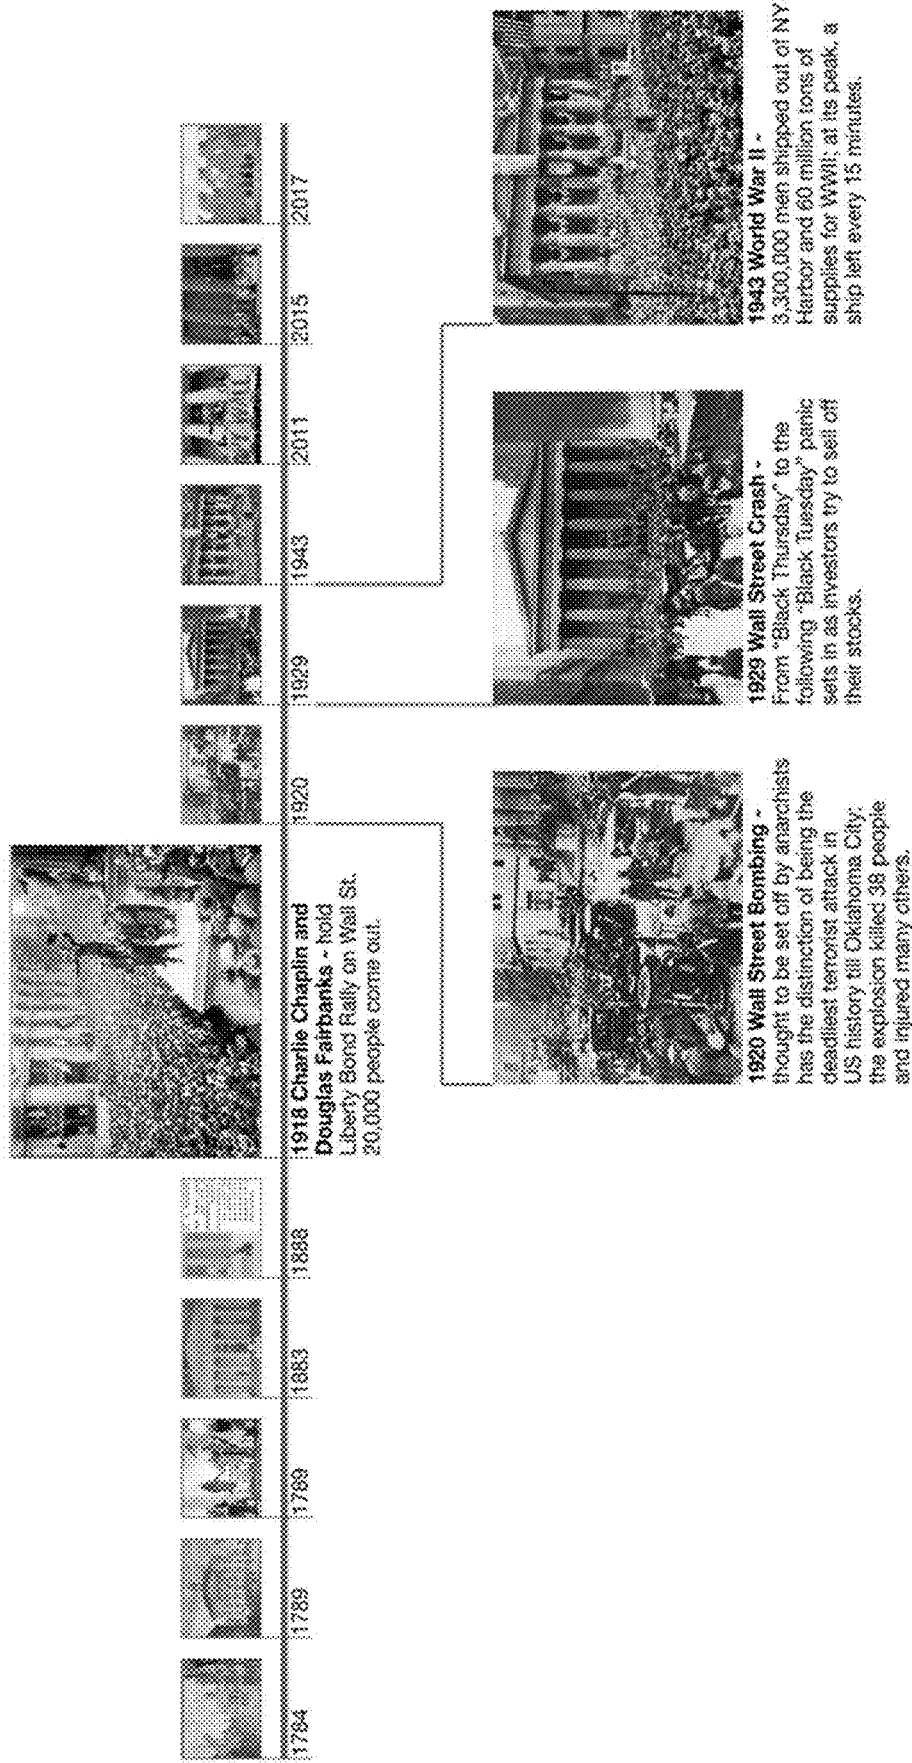 1784
1789
1789
1883
1888
1918 Charlie Chaplin and
Douglas Fairbanks - hold
Liberty Bond Rally on Wall St.
20,000 people come out.
1920
1929
1943
2011
2015
2017
1920 Wall Street Bombing -
thought to be set off by anarchists
has the distinction of being the
deadliest terrorist attack in
US history till Oklahoma City;
the explosion killed 38 people
and injured many others.
1929 Wall Street Crash -
From "Black Thursday" to the
following "Black Tuesday" panic
sets in as investors try to sell off
their stocks.
1943 World War II -
3,300,000 men shipped out of NY
Harbor and 60 million tons of
supplies for WWII; at its peak, a
ship left every 15 minutes.